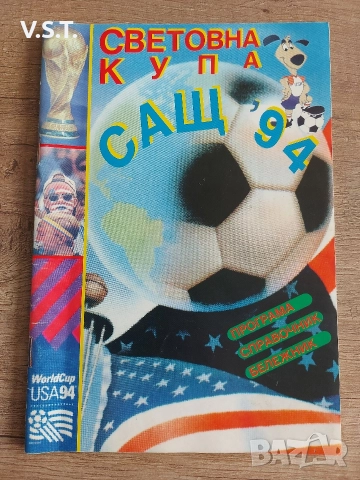 V.S.T.
СВЕТОВНА
КУПА
САЩ '94
ПРОГРАМА
СПРАВОЧНИК
БЕЛЕЖНИК
WorldCup
USA94
BAZAR